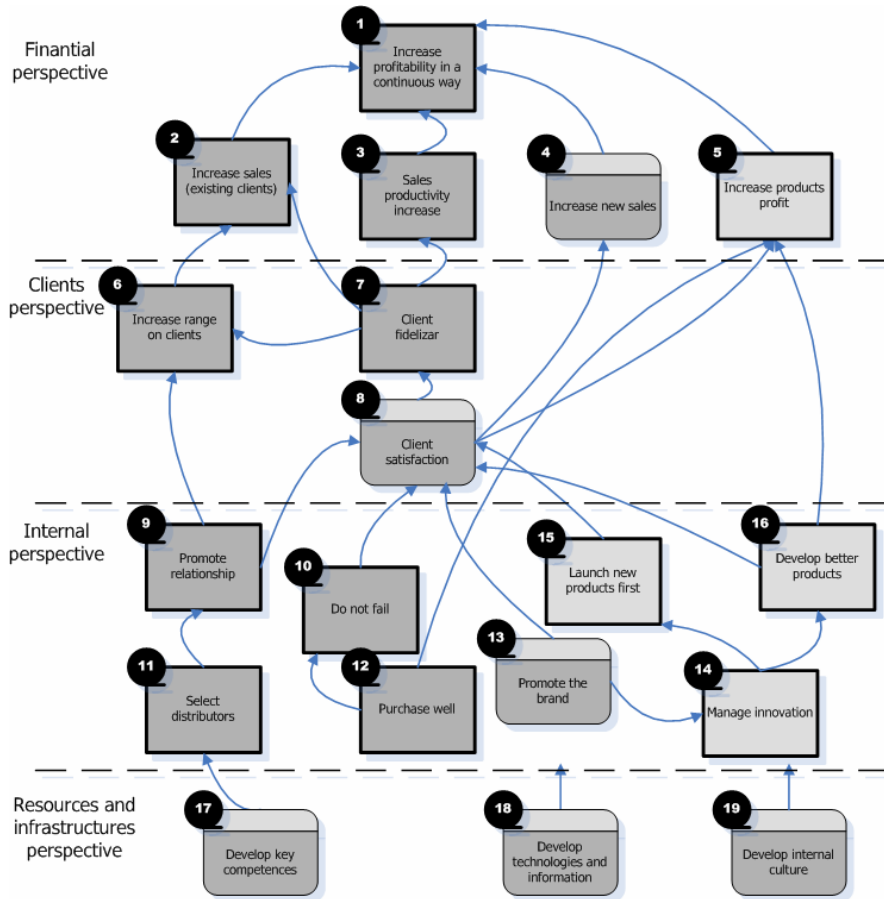 1
Finantial
perspective
Increase
profitability in a
continuous way
2
Increase sales
(existing clients)
3
Sales
productivity
increase
4
Increase new sales
5
Increase products
profit
Clients
perspective
6
Increase range
on clients
7
Client
fidelizar
8
Client
satisfaction
Internal
perspective
9
Promote
relationship
10
Do not fail
15
Launch new
products first
16
Develop better
products
11
Select
distributors
12
Purchase well
13
Promote the
brand
14
Manage innovation
Resources and
infrastructures
perspective
17
Develop key
competences
18
Develop
technologies and
information
19
Develop internal
culture